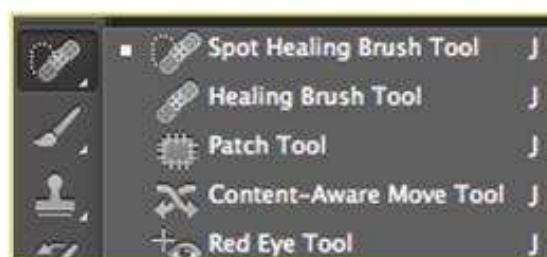 Spot Healing Brush Tool J
Healing Brush Tool J
Patch Tool J
Content-Aware Move Tool J
Red Eye Tool J